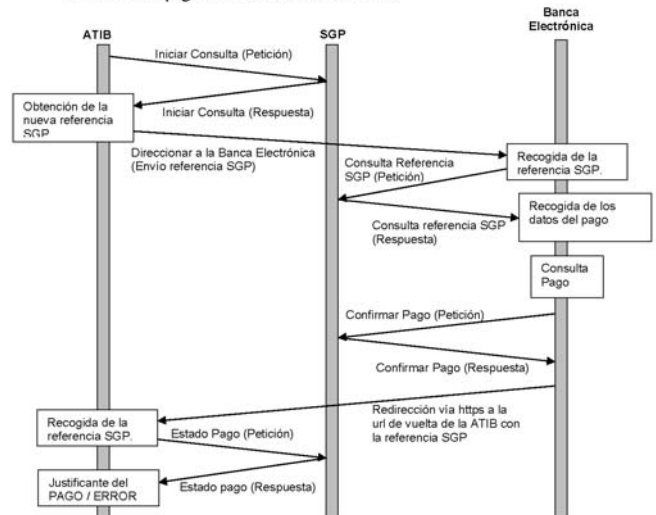 Banca
Electrónica
ATIB
SGP
Iniciar Consulta (Petición)
Obtención de la
nueva referencia
SGP
Iniciar Consulta (Respuesta)
Direccionar a la Banca Electrónica
(Envío referencia SGP)
Consulta Referencia
SGP (Petición)
Recogida de la
referencia SGP.
Consulta referencia SGP
(Respuesta)
Recogida de los
datos del pago
Consulta
Pago
Confirmar Pago (Petición)
Confirmar Pago (Respuesta)
Redirección vía https a la
url de vuelta de la ATIB con
la referencia SGP
Recogida de la
referencia SGP.
Estado Pago (Petición)
Justificante del
PAGO / ERROR
Estado pago (Respuesta)